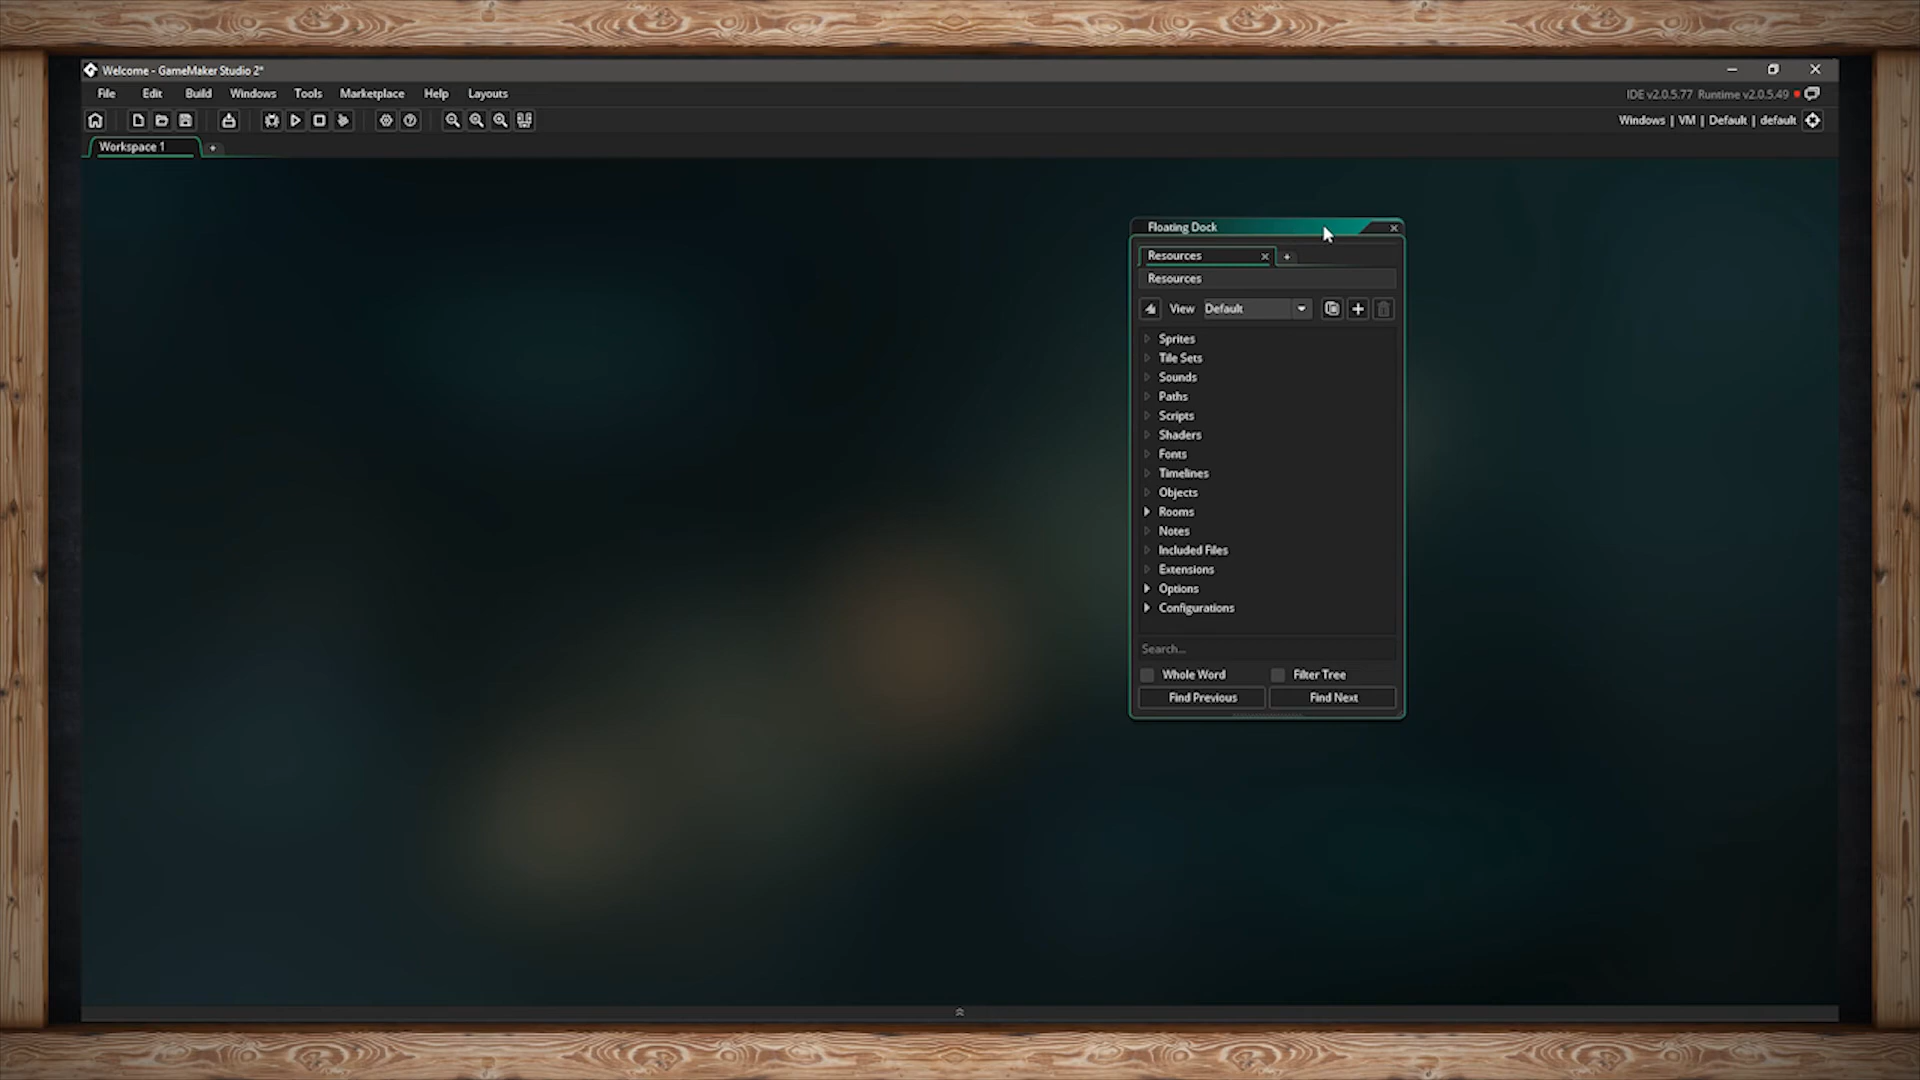 Welcome - GameMaker Studio 2*
File Edit Build Windows Tools Marketplace Help Layouts
IDE v2.0.5.77 Runtime v2.0.5.49
Windows | VM | Default | default
Workspace 1
Floating Dock
Resources
Resources
View Default
Sprites
Tile Sets
Sounds
Paths
Scripts
Shaders
Fonts
Timelines
Objects
Rooms
Notes
Included Files
Extensions
Options
Configurations
Search...
Whole Word Filter Tree
Find Previous Find Next